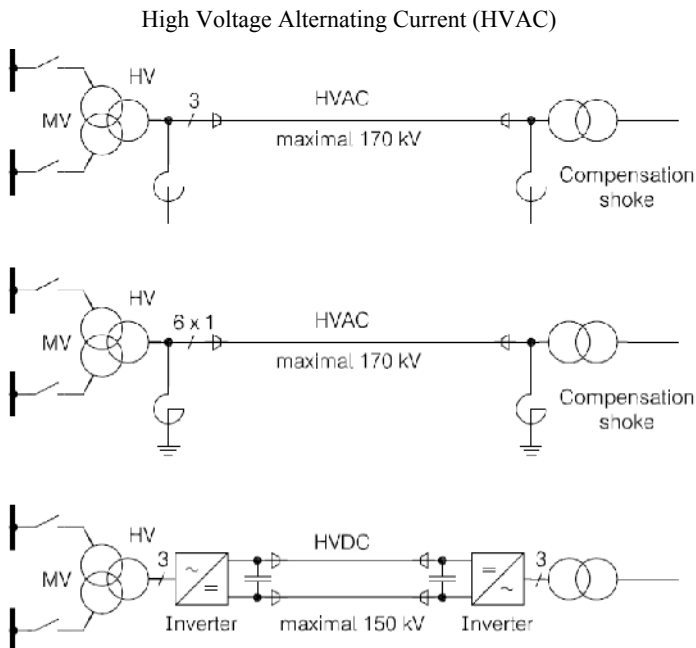 High Voltage Alternating Current (HVAC)
HV
3
HVAC
MV
maximal 170 kV
Compensation
shoke
HV
6 x 1
HVAC
MV
maximal 170 kV
Compensation
shoke
HV
3
HVDC
3
MV
~
=
=
~
Inverter
maximal 150 kV
Inverter